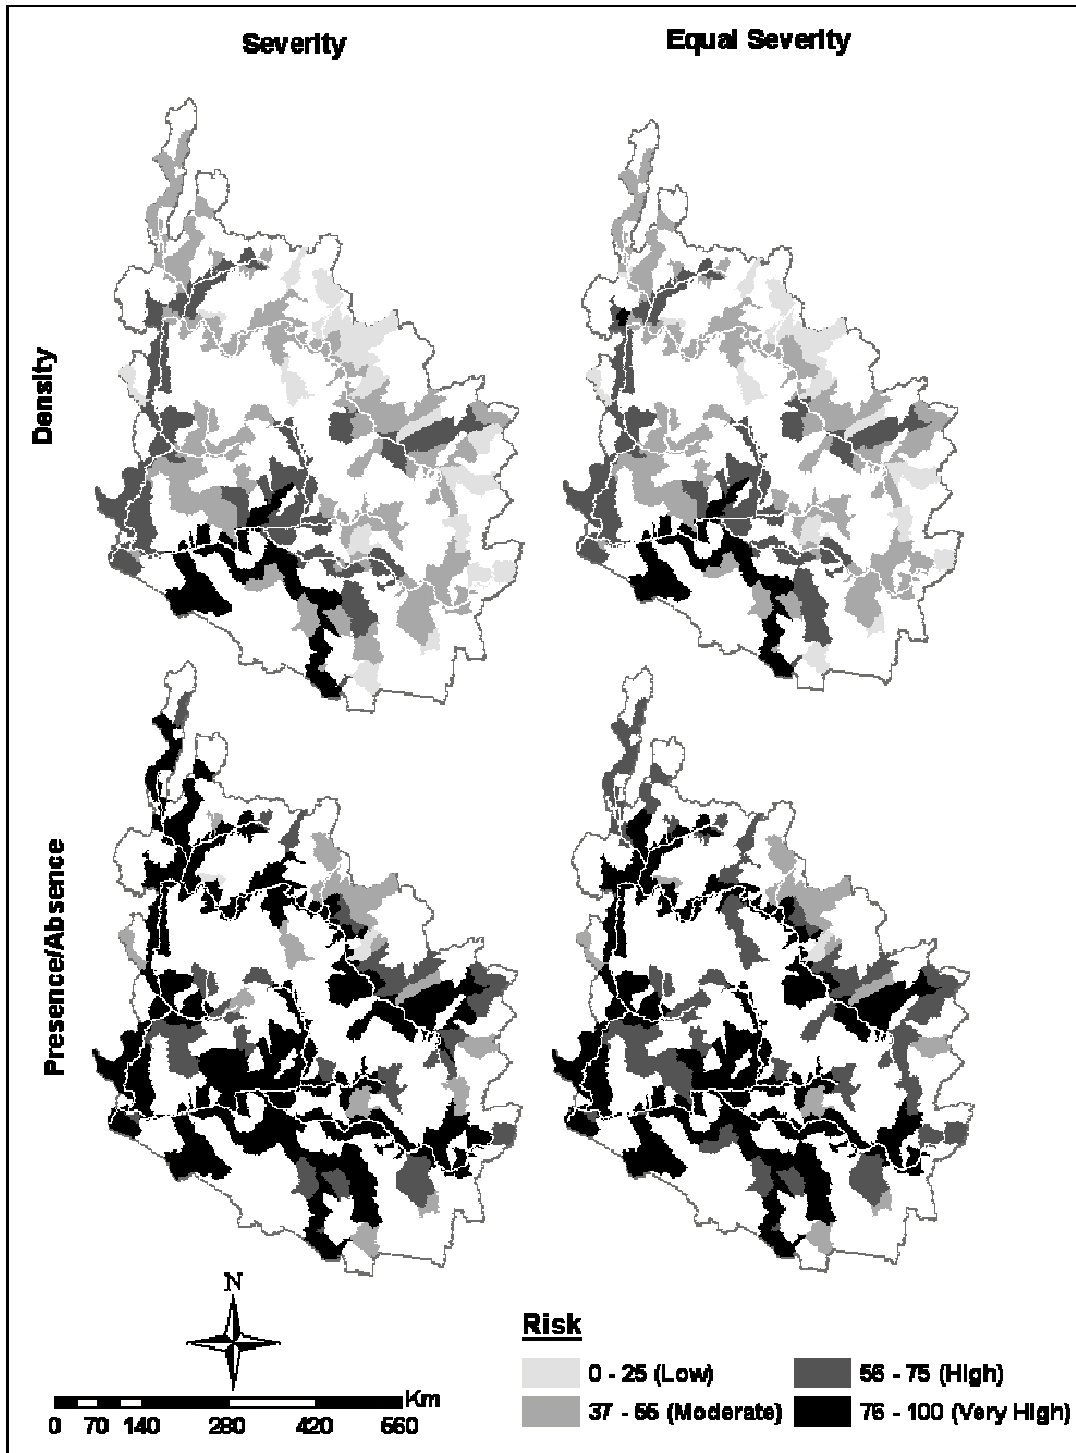 Severity
Equal Severity
Density
Presence/Absence
N
Km
0 70 140 280 420 560
Risk
0 - 25 (Low)
37 - 55 (Moderate)
56 - 75 (High)
76 - 100 (Very High)